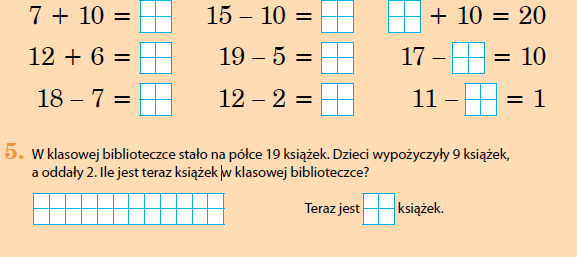 7 + 10 = 15 – 10 = + 10 = 20
12 + 6 = 19 – 5 = 17 – = 10
18 – 7 = 12 – 2 = 11 – = 1
5. W klasowej biblioteczce stało na półce 19 książek. Dzieci wypożyczyły 9 książek,
a oddały 2. Ile jest teraz książek w klasowej biblioteczce?
Teraz jest książek.